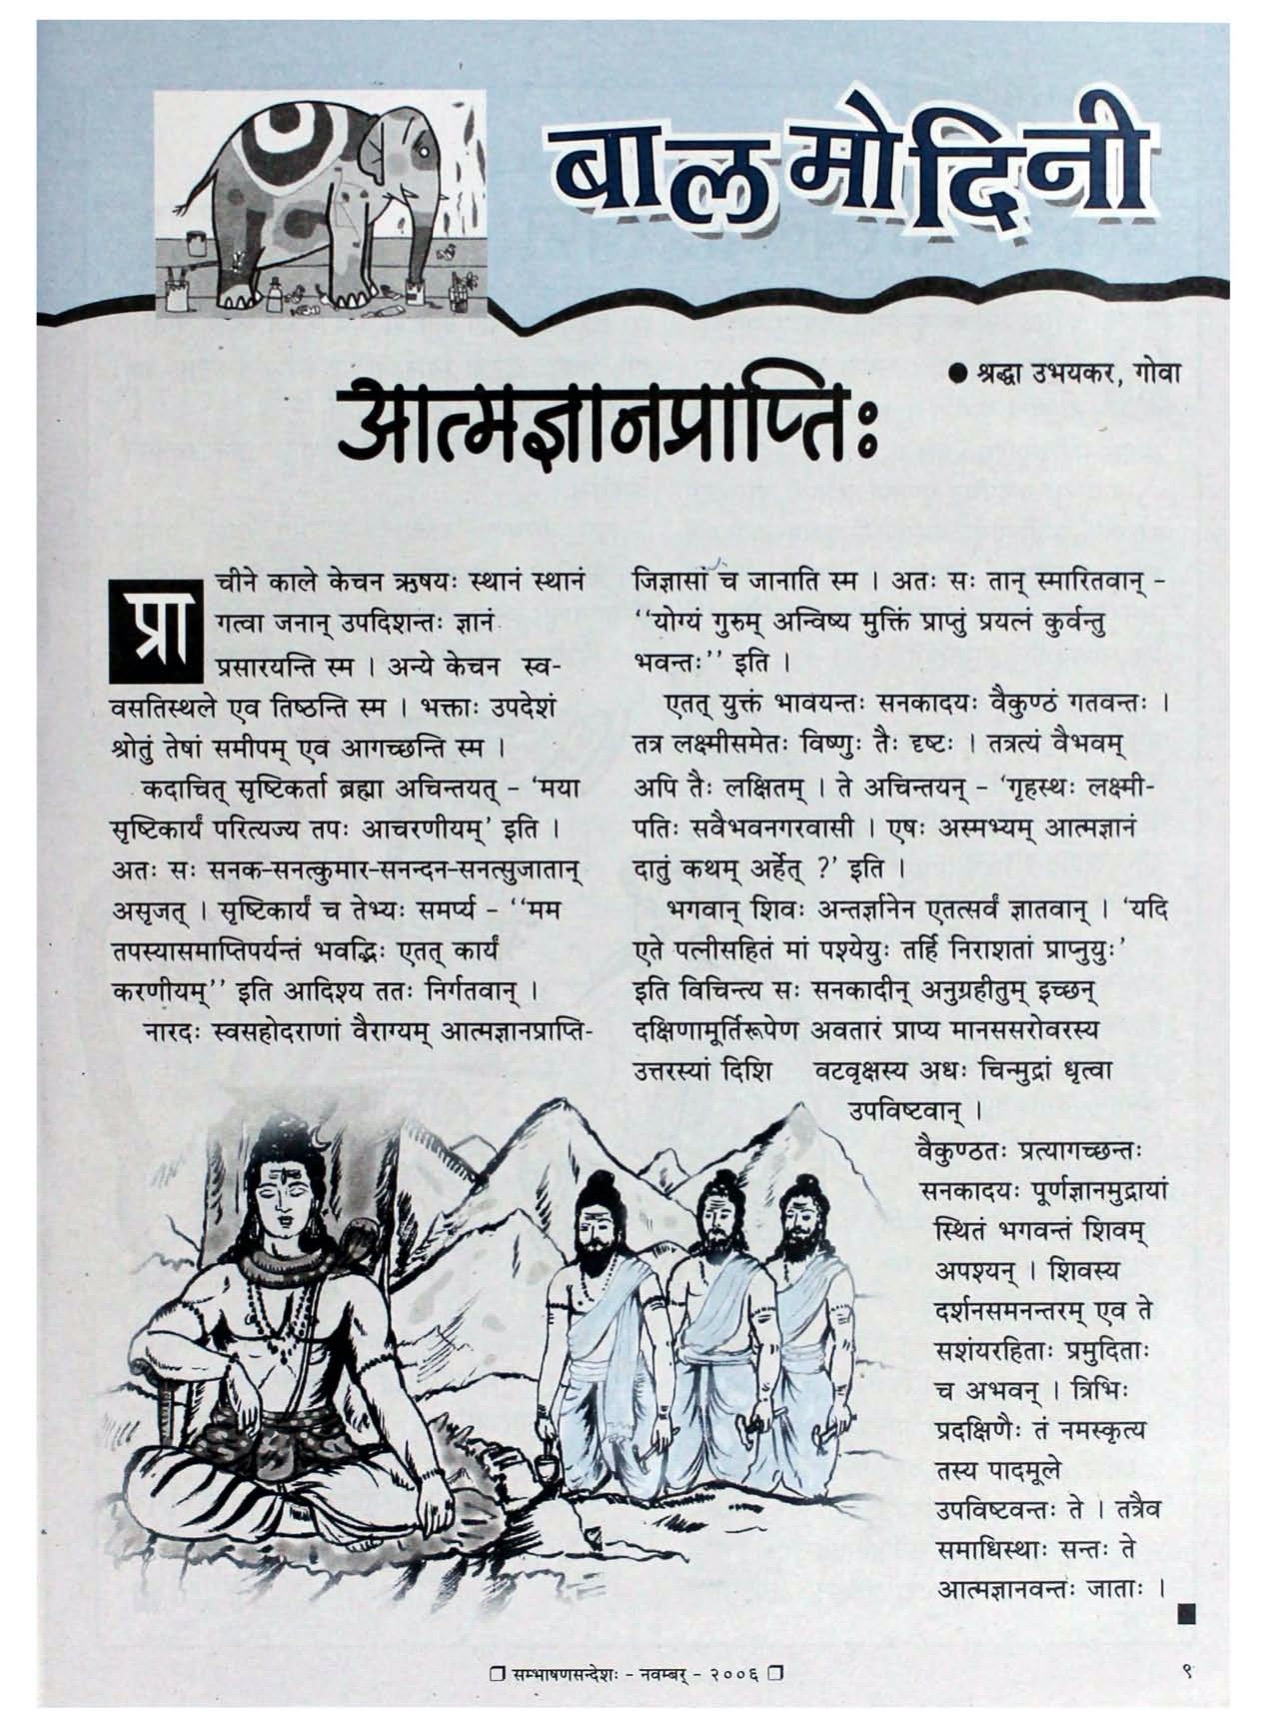 बालमोदिनी
● श्रद्धा उभयकर, गोवा
आत्मज्ञानप्राप्तिः
प्राचीने काले केचन ऋषयः स्थानं स्थानं
गत्वा जनान् उपदिशन्तः ज्ञानं
प्रसारयन्ति स्म । अन्ये केचन स्व-
वसतिस्थले एव तिष्ठन्ति स्म । भक्ताः उपदेशं
श्रोतुं तेषां समीपम् एव आगच्छन्ति स्म ।
कदाचित् सृष्टिकर्ता ब्रह्मा अचिन्तयत् - ‘मया
सृष्टिकार्यं परित्यज्य तपः आचरणीयम्’ इति ।
अतः सः सनक-सनत्कुमार-सनन्दन-सनत्सुजातान्
असृजत् । सृष्टिकार्यं च तेभ्यः समर्प्य - ‘‘मम
तपस्यासमाप्तिपर्यन्तं भवद्भिः एतत् कार्यं
करणीयम्’’ इति आदिश्य ततः निर्गतवान् ।
नारदः स्वसहोदराणां वैराग्यम् आत्मज्ञानप्राप्ति-
जिज्ञासां च जानाति स्म । अतः सः तान् स्मारितवान् -
‘‘योग्यं गुरुम् अन्विष्य मुक्तिं प्राप्तुं प्रयत्नं कुर्वन्तु
भवन्तः’’ इति ।
एतत् युक्तं भावयन्तः सनकादयः वैकुण्ठं गतवन्तः ।
तत्र लक्ष्मीसमेतः विष्णुः तैः दृष्टः । तत्रत्यं वैभवम्
अपि तैः लक्षितम् । ते अचिन्तयन् - ‘गृहस्थः लक्ष्मी-
पतिः सवैभवनगरवासी । एषः अस्मभ्यम् आत्मज्ञानं
दातुं कथम् अर्हेत् ?’ इति ।
भगवान् शिवः अन्तर्ज्ञानेन एतत्सर्वं ज्ञातवान् । ‘यदि
एते पत्नीसहितं मां पश्येयुः तर्हि निराशतां प्राप्नुयुः’
इति विचिन्त्य सः सनकादीन् अनुग्रहीतुम् इच्छन्
दक्षिणामूर्तिरूपेण अवतारं प्राप्य मानससरोवरस्य
उत्तरस्यां दिशि वटवृक्षस्य अधः चिन्मुद्रां धृत्वा
उपविष्टवान् ।
वैकुण्ठतः प्रत्यागच्छन्तः
सनकादयः पूर्णज्ञानमुद्रायां
स्थितं भगवन्तं शिवम्
अपश्यन् । शिवस्य
दर्शनसमनन्तरम् एव ते
सशंयरहिताः प्रमुदिताः
च अभवन् । त्रिभिः
प्रदक्षिणैः तं नमस्कृत्य
तस्य पादमूले
उपविष्टवन्तः ते । तत्रैव
समाधिस्थाः सन्तः ते
आत्मज्ञानवन्तः जाताः ।
❐ सम्भाषणसन्देशः - नवम्बर् - २००६ ❐
९